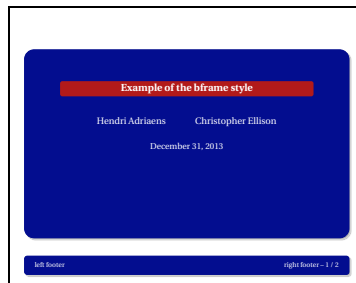 Example of the bframe style
Hendri Adriaens Christopher Ellison
December 31, 2013
left footer right footer – 1 / 2